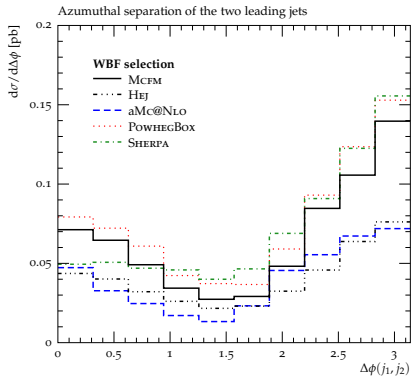 Azumuthal separation of the two leading jets
dσ/dΔϕ [pb]
WBF selection
MCFM
HEJ
aMC@NLO
POWHEGBOX
SHERPA
0.2
0.15
0.1
0.05
0
0 0.5 1 1.5 2 2.5 3
Δϕ(j₁, j₂)